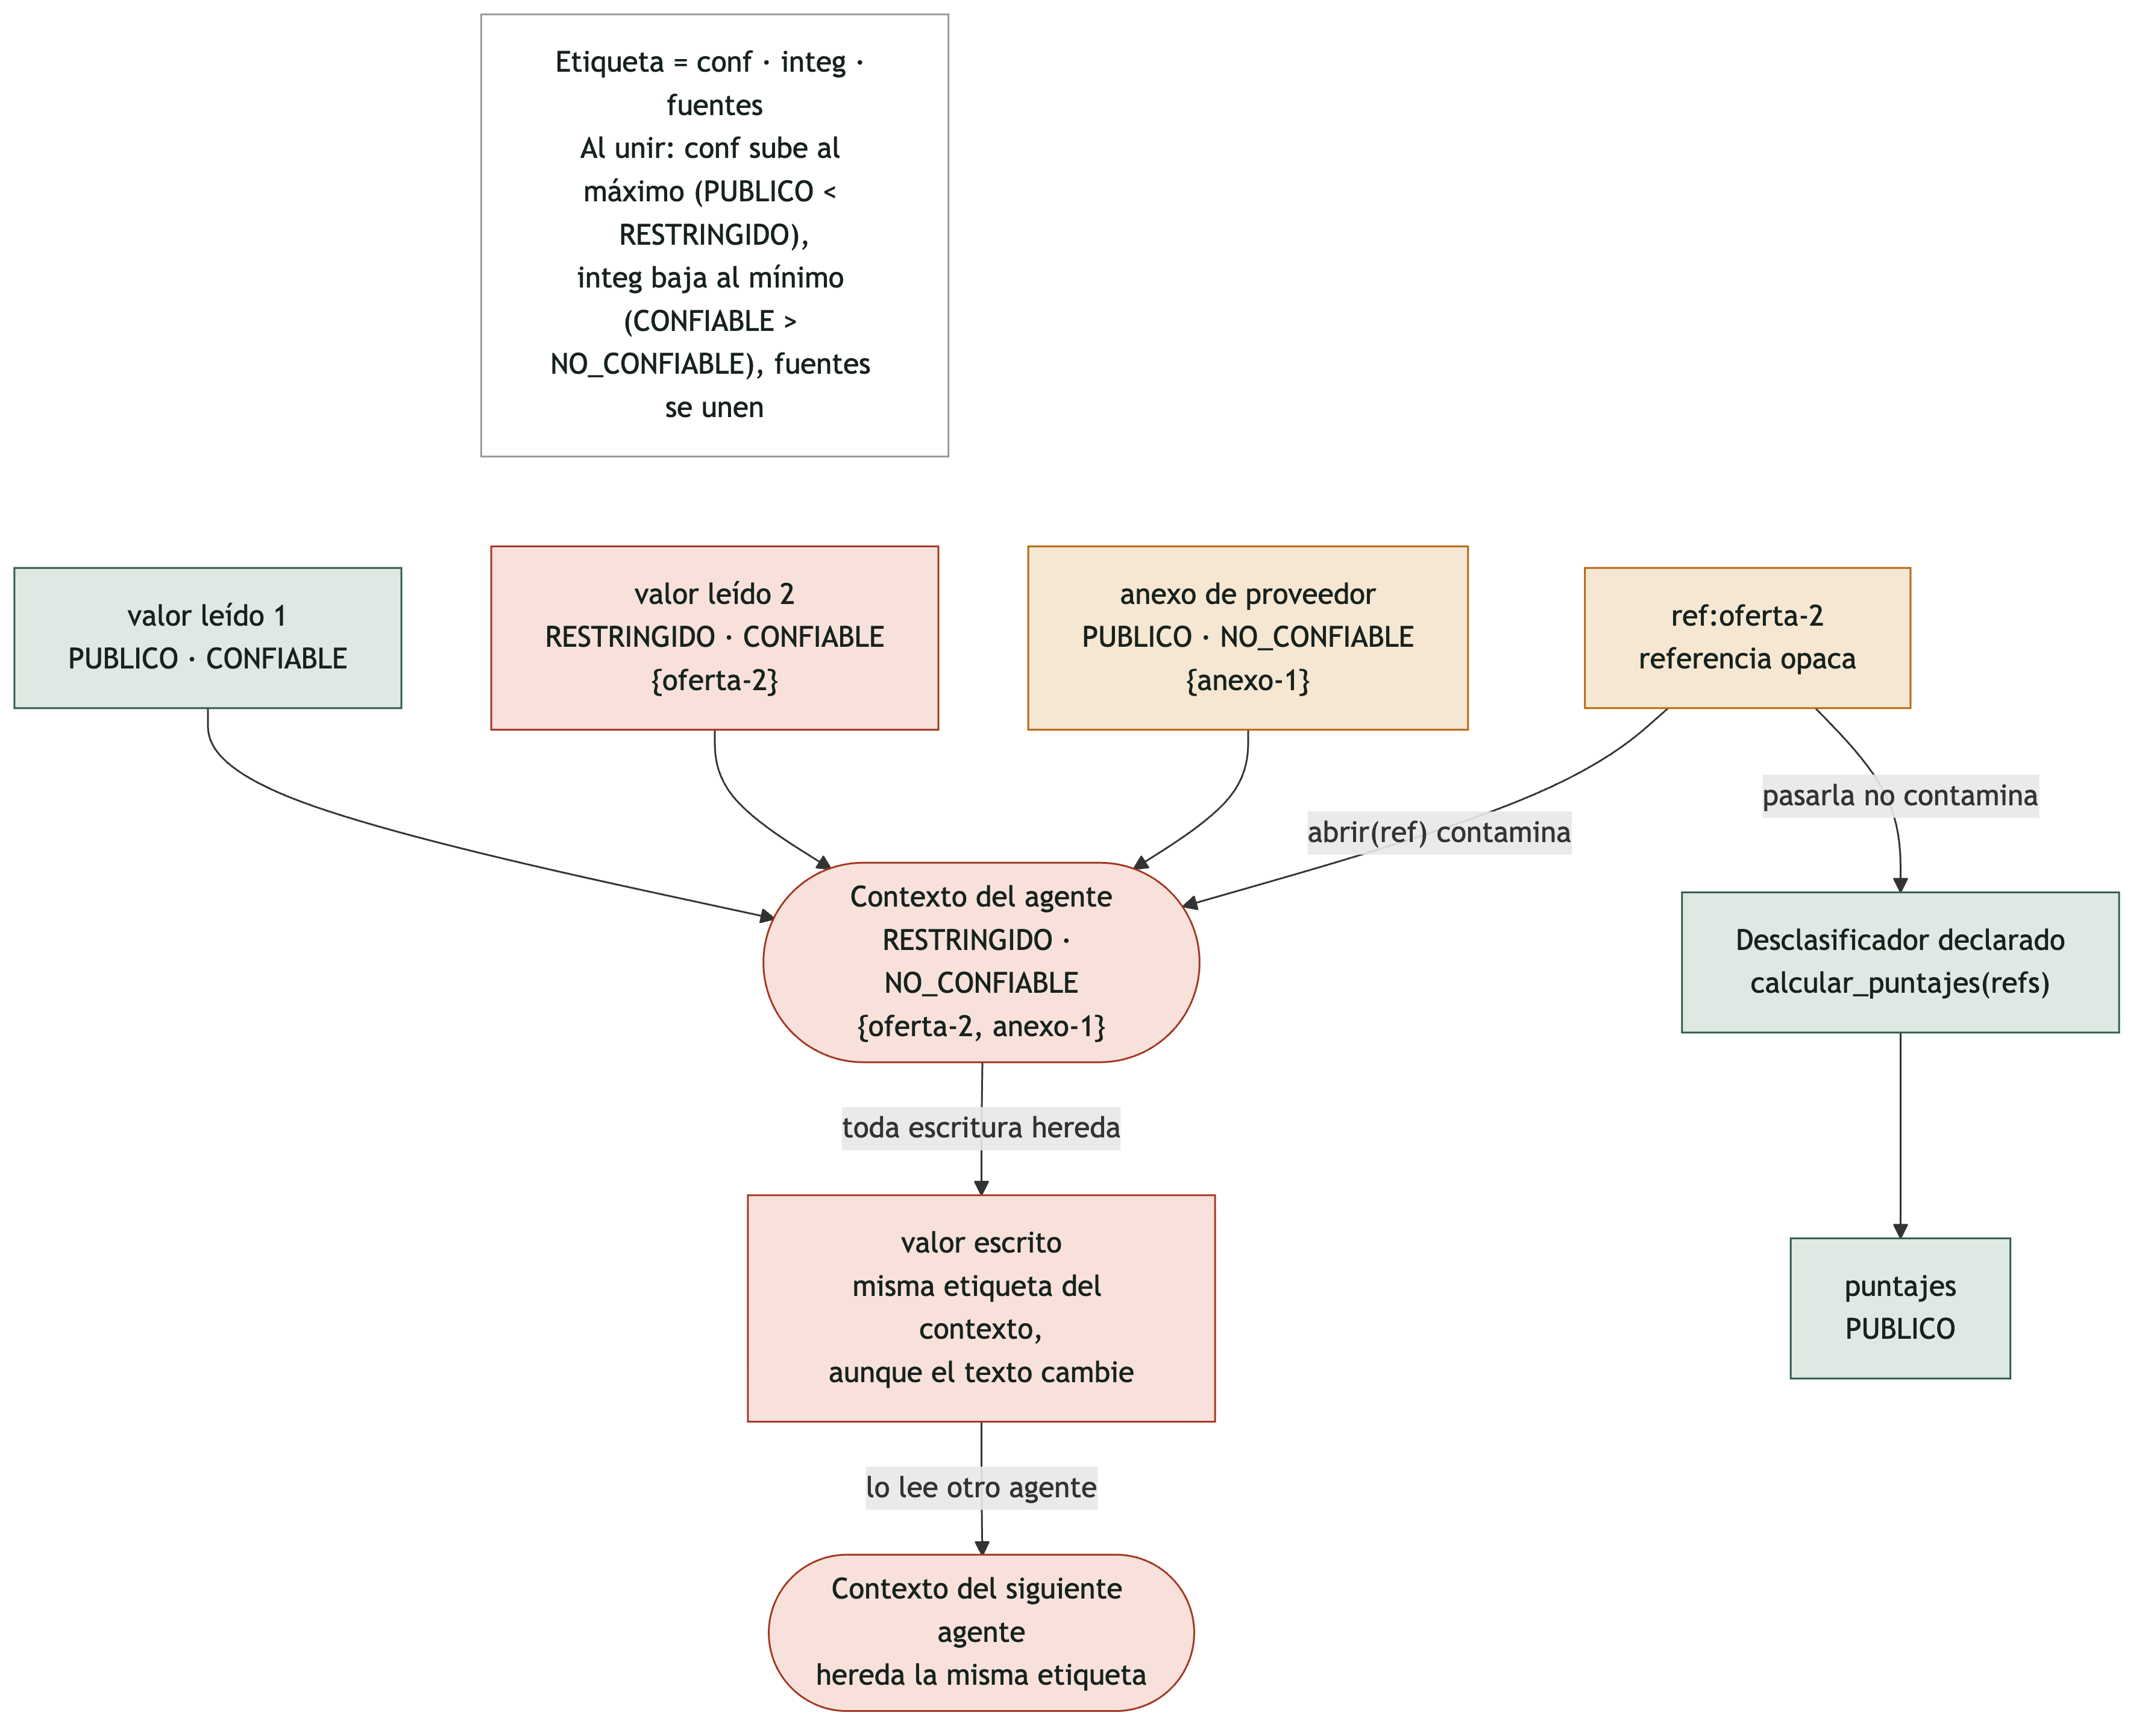 Etiqueta = conf · integ ·
fuentes
Al unir: conf sube al
máximo (PUBLICO <
RESTRINGIDO),
integ baja al mínimo
(CONFIABLE >
NO_CONFIABLE), fuentes
se unen
valor leído 1
PUBLICO · CONFIABLE
valor leído 2
RESTRINGIDO · CONFIABLE
{oferta-2}
anexo de proveedor
PUBLICO · NO_CONFIABLE
{anexo-1}
ref:oferta-2
referencia opaca
abrir(ref) contamina
pasarla no contamina
Contexto del agente
RESTRINGIDO ·
NO_CONFIABLE
{oferta-2, anexo-1}
Desclasificador declarado
calcular_puntajes(refs)
toda escritura hereda
valor escrito
misma etiqueta del
contexto,
aunque el texto cambie
puntajes
PUBLICO
lo lee otro agente
Contexto del siguiente
agente
hereda la misma etiqueta